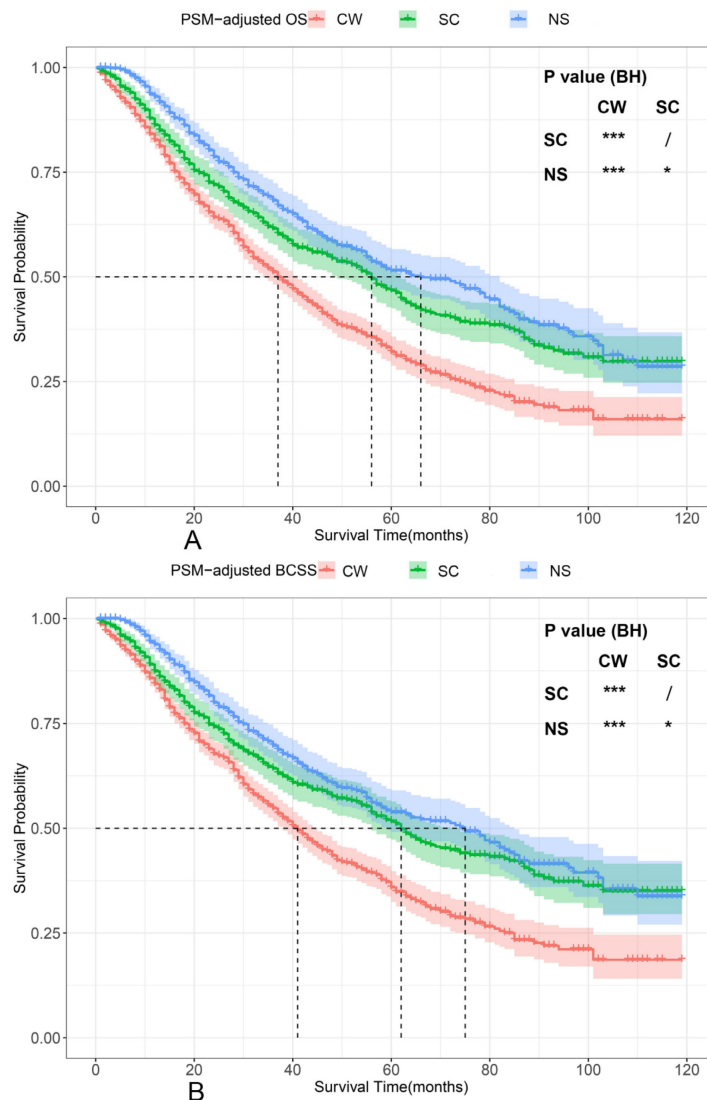 PSM−adjusted OS CW SC NS
1.00
0.75
0.50
0.25
0.00
Survival Probability
P value (BH)
CW SC
SC *** /
NS *** *
0 20 40 60 80 100 120
A Survival Time(months)
PSM−adjusted BCSS CW SC NS
1.00
0.75
0.50
0.25
0.00
Survival Probability
P value (BH)
CW SC
SC *** /
NS *** *
0 20 40 60 80 100 120
B Survival Time(months)